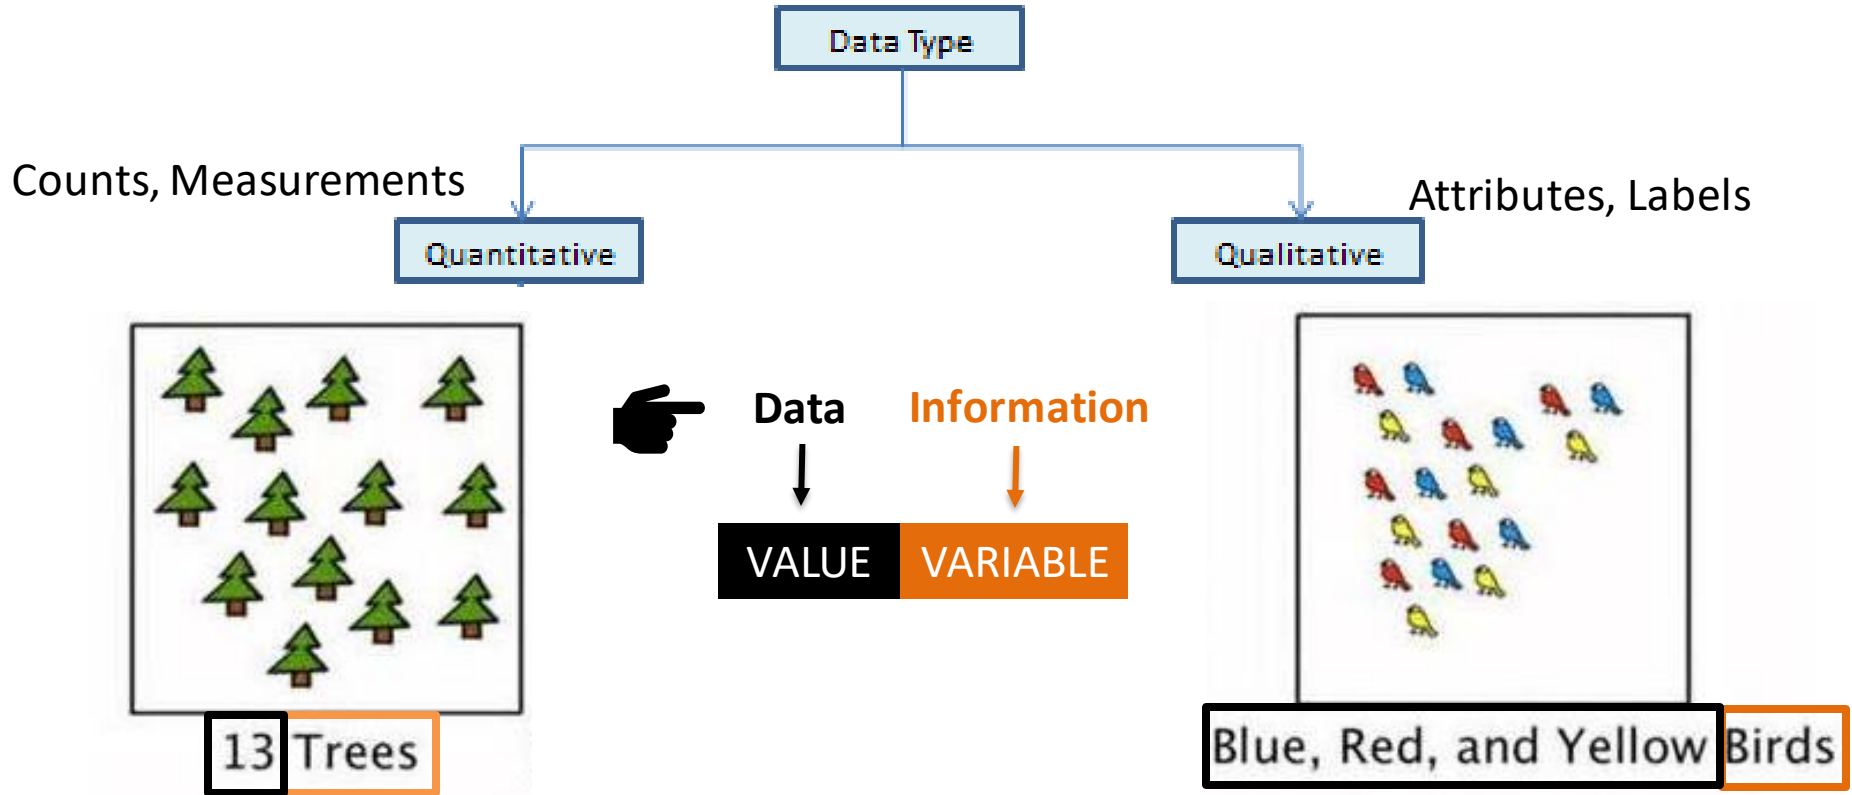 Data Type
Counts, Measurements
Attributes, Labels
Quantitative
Qualitative
Data Information
VALUE VARIABLE
13 Trees
Blue, Red, and Yellow Birds